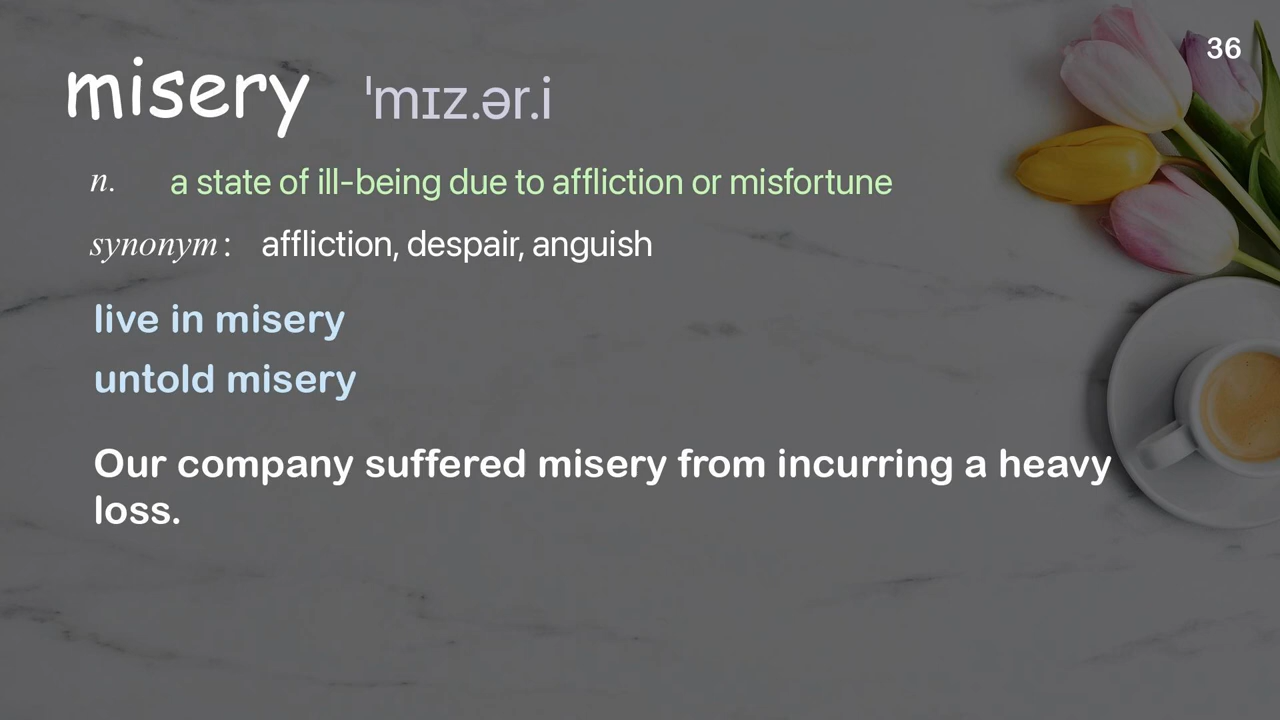 36
misery ˈmɪz.ər.i
n. a state of ill-being due to affliction or misfortune
synonym: affliction, despair, anguish
live in misery
untold misery
Our company suffered misery from incurring a heavy
loss.